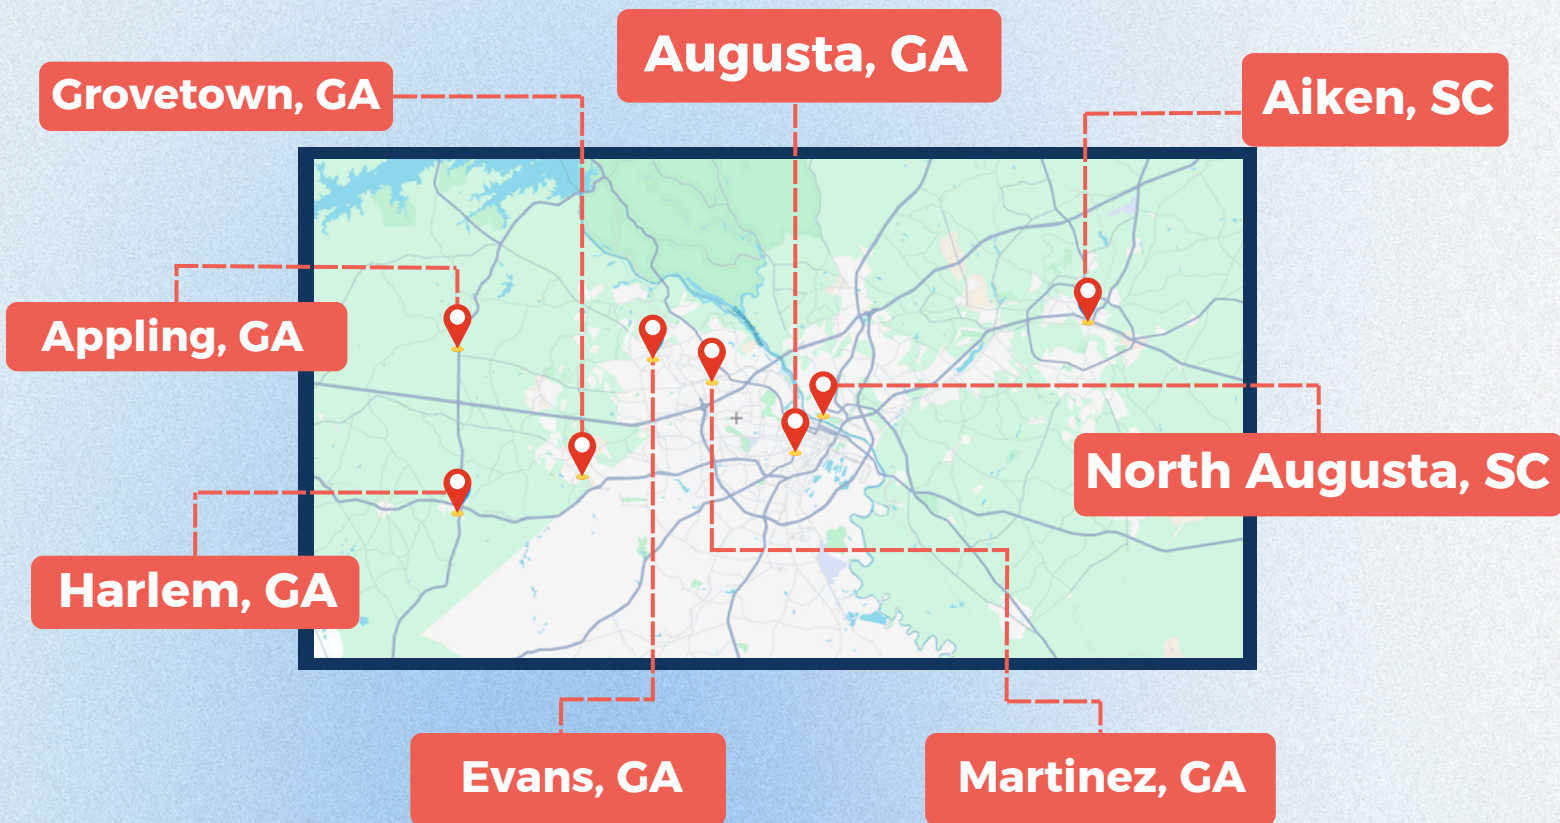 Augusta, GA
Grovetown, GA
Aiken, SC
Appling, GA
North Augusta, SC
Harlem, GA
Evans, GA
Martinez, GA